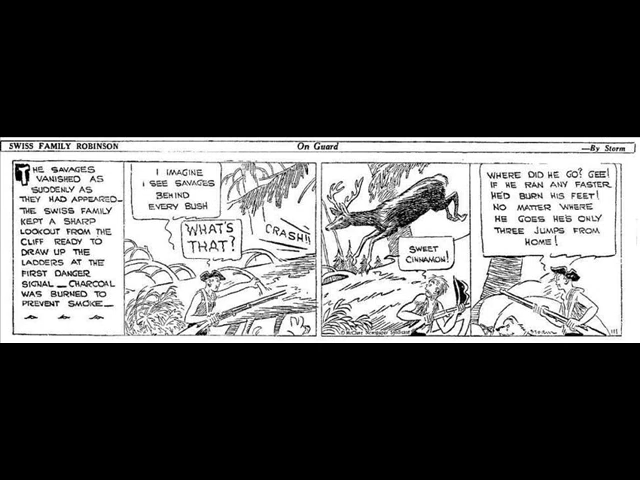 SWISS FAMILY ROBINSON
On Guard
—By Storm
THE SAVAGES
VANISHED AS
SUDDENLY AS
THEY HAD APPEARED—
THE SWISS FAMILY
KEPT A SHARP
LOOKOUT FROM THE
CLIFF READY TO
DRAW UP THE
LADDERS AT THE
FIRST DANGER
SIGNAL — CHARCOAL
WAS BURNED TO
PREVENT SMOKE —
I IMAGINE
I SEE SAVAGES
BEHIND
EVERY BUSH
WHAT'S
THAT?
CRASH!!
SWEET
CINNAMON!
© McClure Newspaper Syndicate
WHERE DID HE GO? GEE!
IF HE RAN ANY FASTER
HE'D BURN HIS FEET!
NO MATTER WHERE
HE GOES HE'S ONLY
THREE JUMPS FROM
HOME!